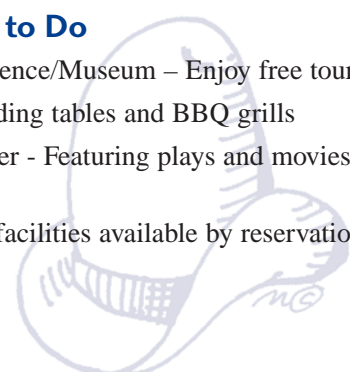 to Do
ence/Museum – Enjoy free tour
ding tables and BBQ grills
er - Featuring plays and movies
facilities available by reservatio